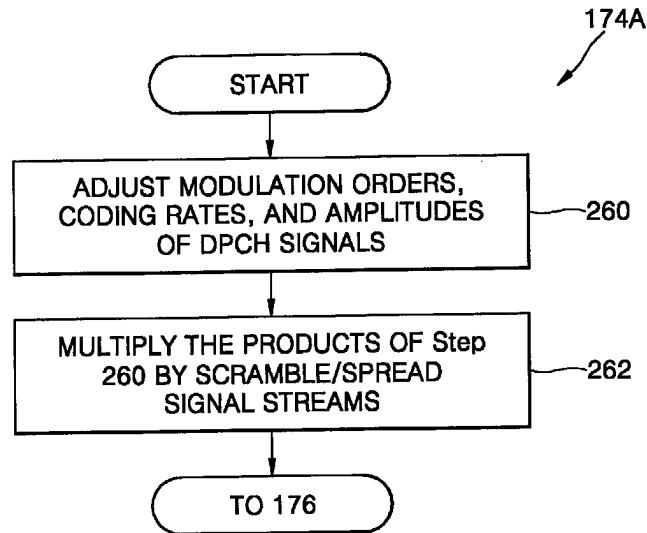 174A
START
ADJUST MODULATION ORDERS,
CODING RATES, AND AMPLITUDES
OF DPCH SIGNALS
260
MULTIPLY THE PRODUCTS OF Step
260 BY SCRAMBLE/SPREAD
SIGNAL STREAMS
262
TO 176